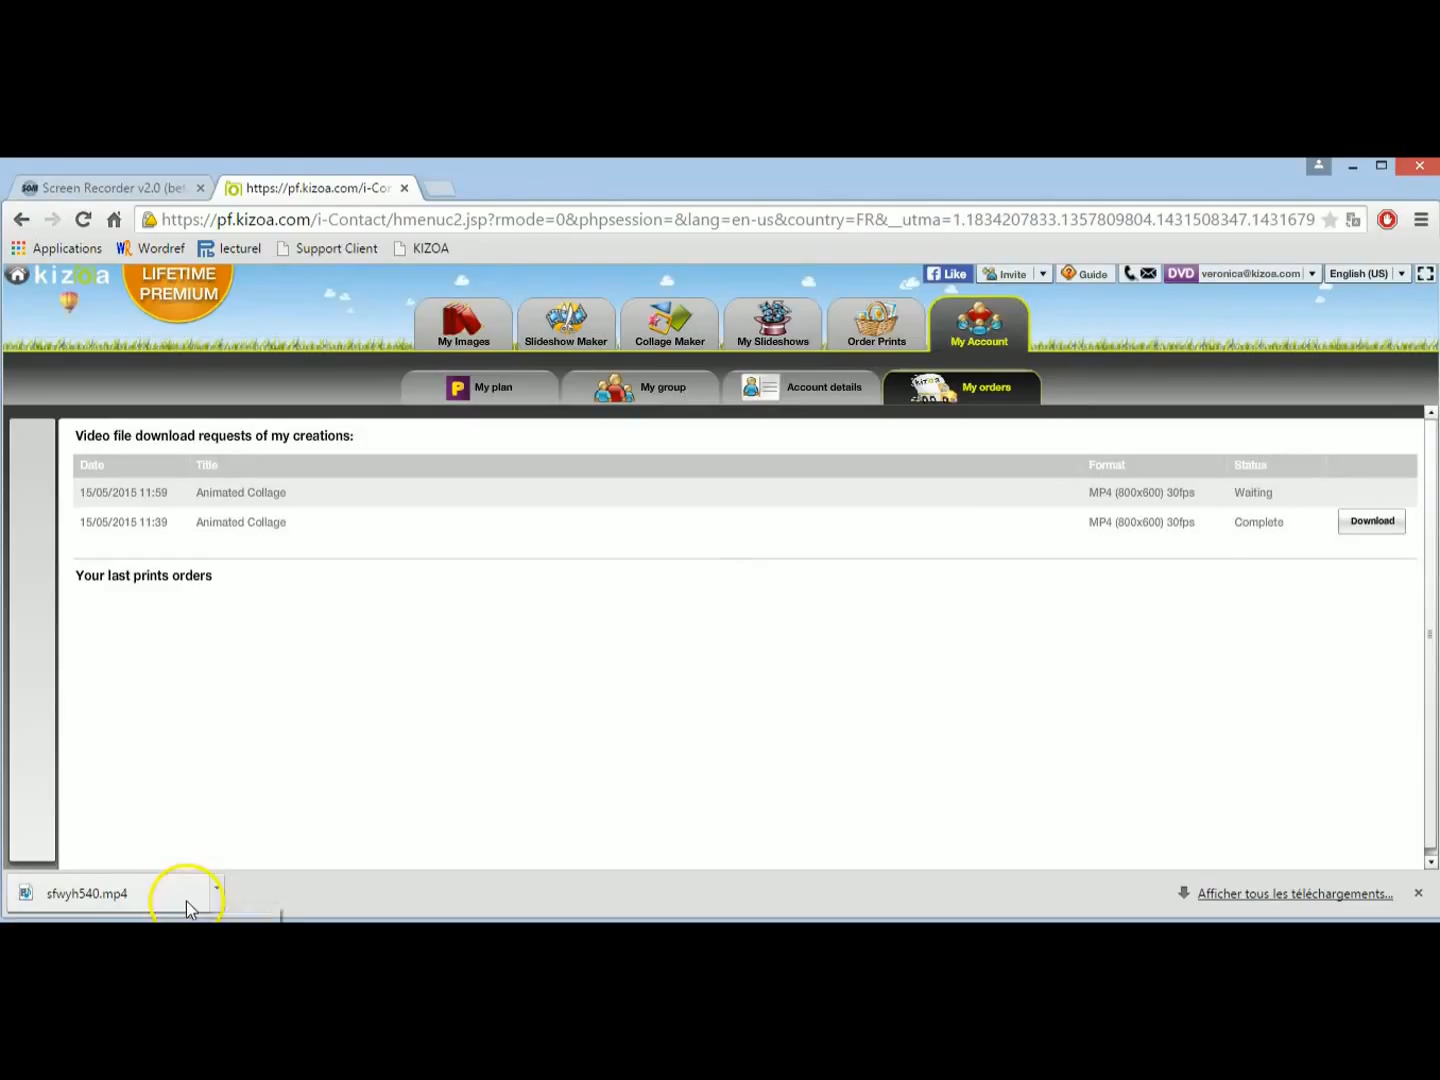 Screen Recorder v2.0 (bet
https://pf.kizoa.com/i-Cor
https://pf.kizoa.com/i-Contact/hmenuc2.jsp?rmode=0&phpsession=&lang=en-us&country=FR&__utma=1.1834207833.1357809804.1431508347.1431679
Applications Wordref lecturel Support Client KIZOA
kizoa
LIFETIME
PREMIUM
Like Invite Guide DVD veronica@kizoa.com English (US)
My Images Slideshow Maker Collage Maker My Slideshows Order Prints My Account
My plan My group Account details My orders
Video file download requests of my creations:
Date Title Format Status
15/05/2015 11:59 Animated Collage MP4 (800x600) 30fps Waiting
15/05/2015 11:39 Animated Collage MP4 (800x600) 30fps Complete Download
Your last prints orders
sfwyh540.mp4
Afficher tous les téléchargements...